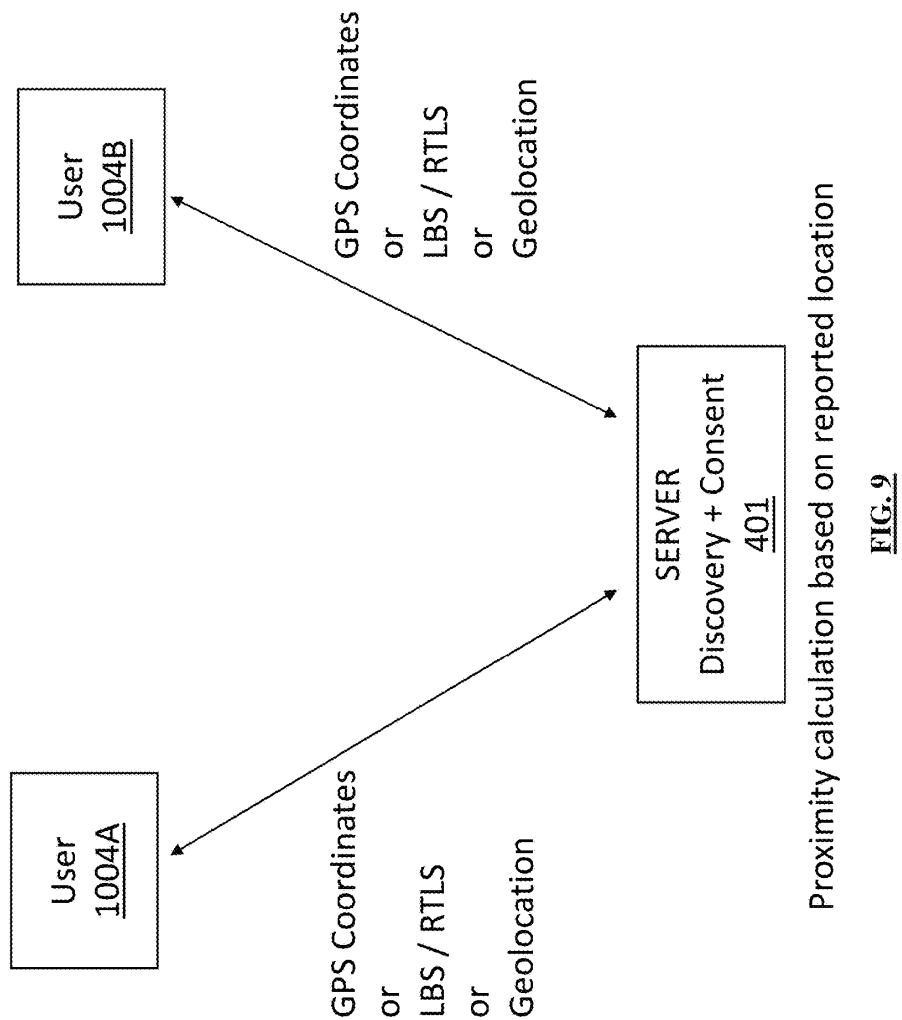 User
1004A
User
1004B
GPS Coordinates
or
LBS / RTLS
or
Geolocation
GPS Coordinates
or
LBS / RTLS
or
Geolocation
SERVER
Discovery + Consent
401
Proximity calculation based on reported location
FIG. 9